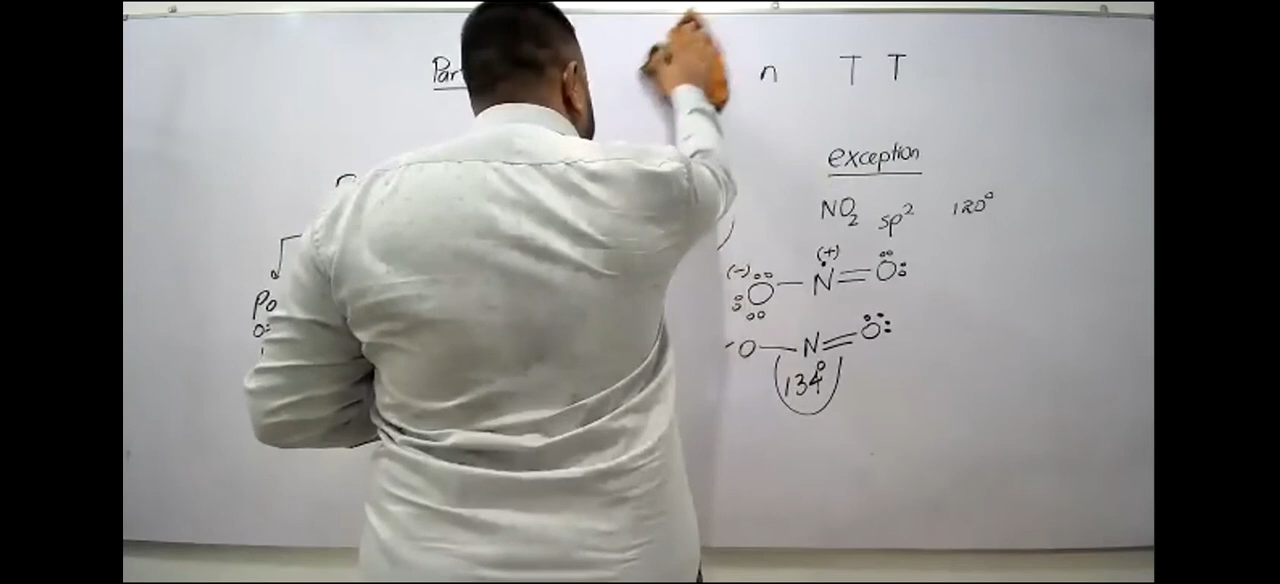 Par
n T T
exception
NO2 sp² 120°
(-) (+)
O — N = O
Po
O — N = O
134°